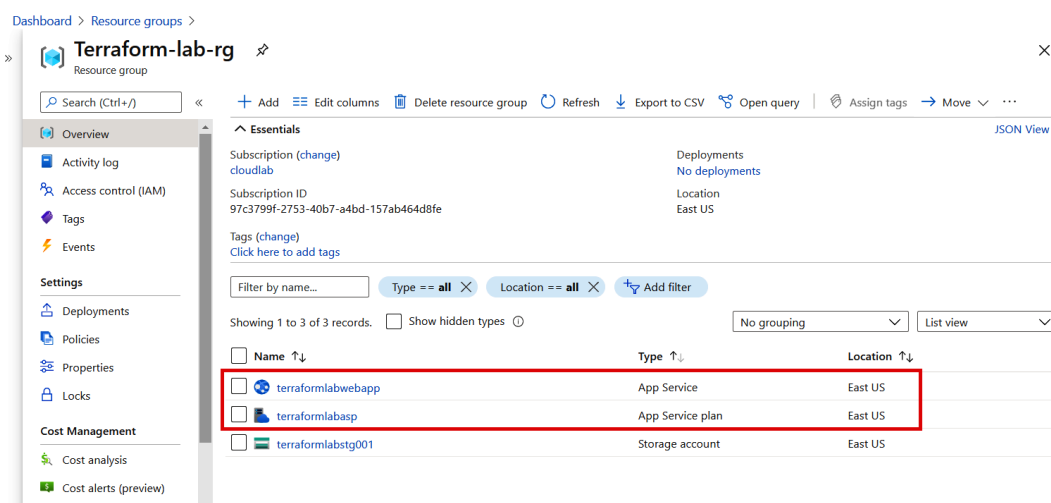 Dashboard > Resource groups >
Terraform-lab-rg
Resource group
Search (Ctrl+/)
Overview
Activity log
Access control (IAM)
Tags
Events
Settings
Deployments
Policies
Properties
Locks
Cost Management
Cost analysis
Cost alerts (preview)
Add Edit columns Delete resource group Refresh Export to CSV Open query Assign tags Move
Essentials JSON View
Subscription (change)
cloudlab
Subscription ID
97c3799f-2753-40b7-a4bd-157ab464d8fe
Deployments
No deployments
Location
East US
Tags (change)
Click here to add tags
Filter by name... Type == all Location == all Add filter
Showing 1 to 3 of 3 records. Show hidden types No grouping List view
Name Type Location
terraformlabwebapp App Service East US
terraformlabasp App Service plan East US
terraformlabstg001 Storage account East US